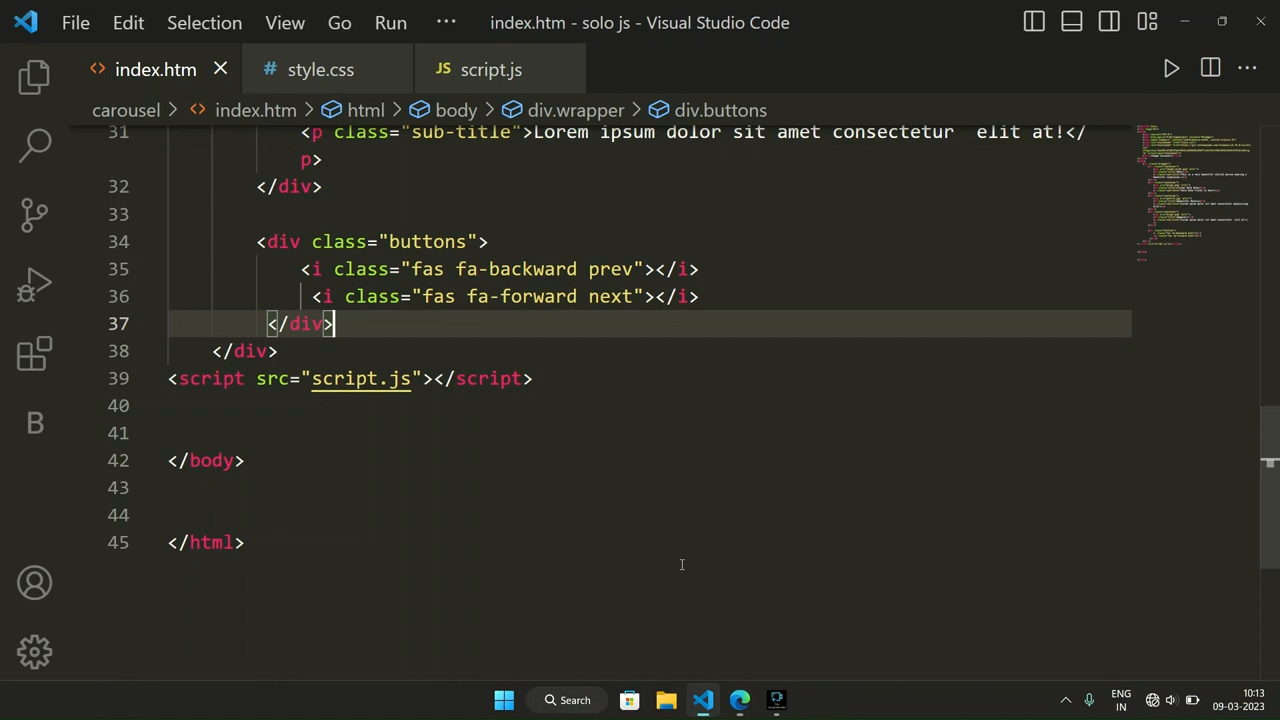 File Edit Selection View Go Run ··· index.htm - solo js - Visual Studio Code
<> index.htm # style.css JS script.js ···
carousel > <> index.htm > html > body > div.wrapper > div.buttons
31 <p class="sub-title">Lorem ipsum dolor sit amet consectetur  elit at!</
p>
32 </div>
33
34 <div class="buttons">
35 <i class="fas fa-backward prev"></i>
36 <i class="fas fa-forward next"></i>
37 </div>
38 </div>
39 <script src="script.js"></script>
40
41
42 </body>
43
44
45 </html>
B
Search ENG 10:13
IN 09-03-2023